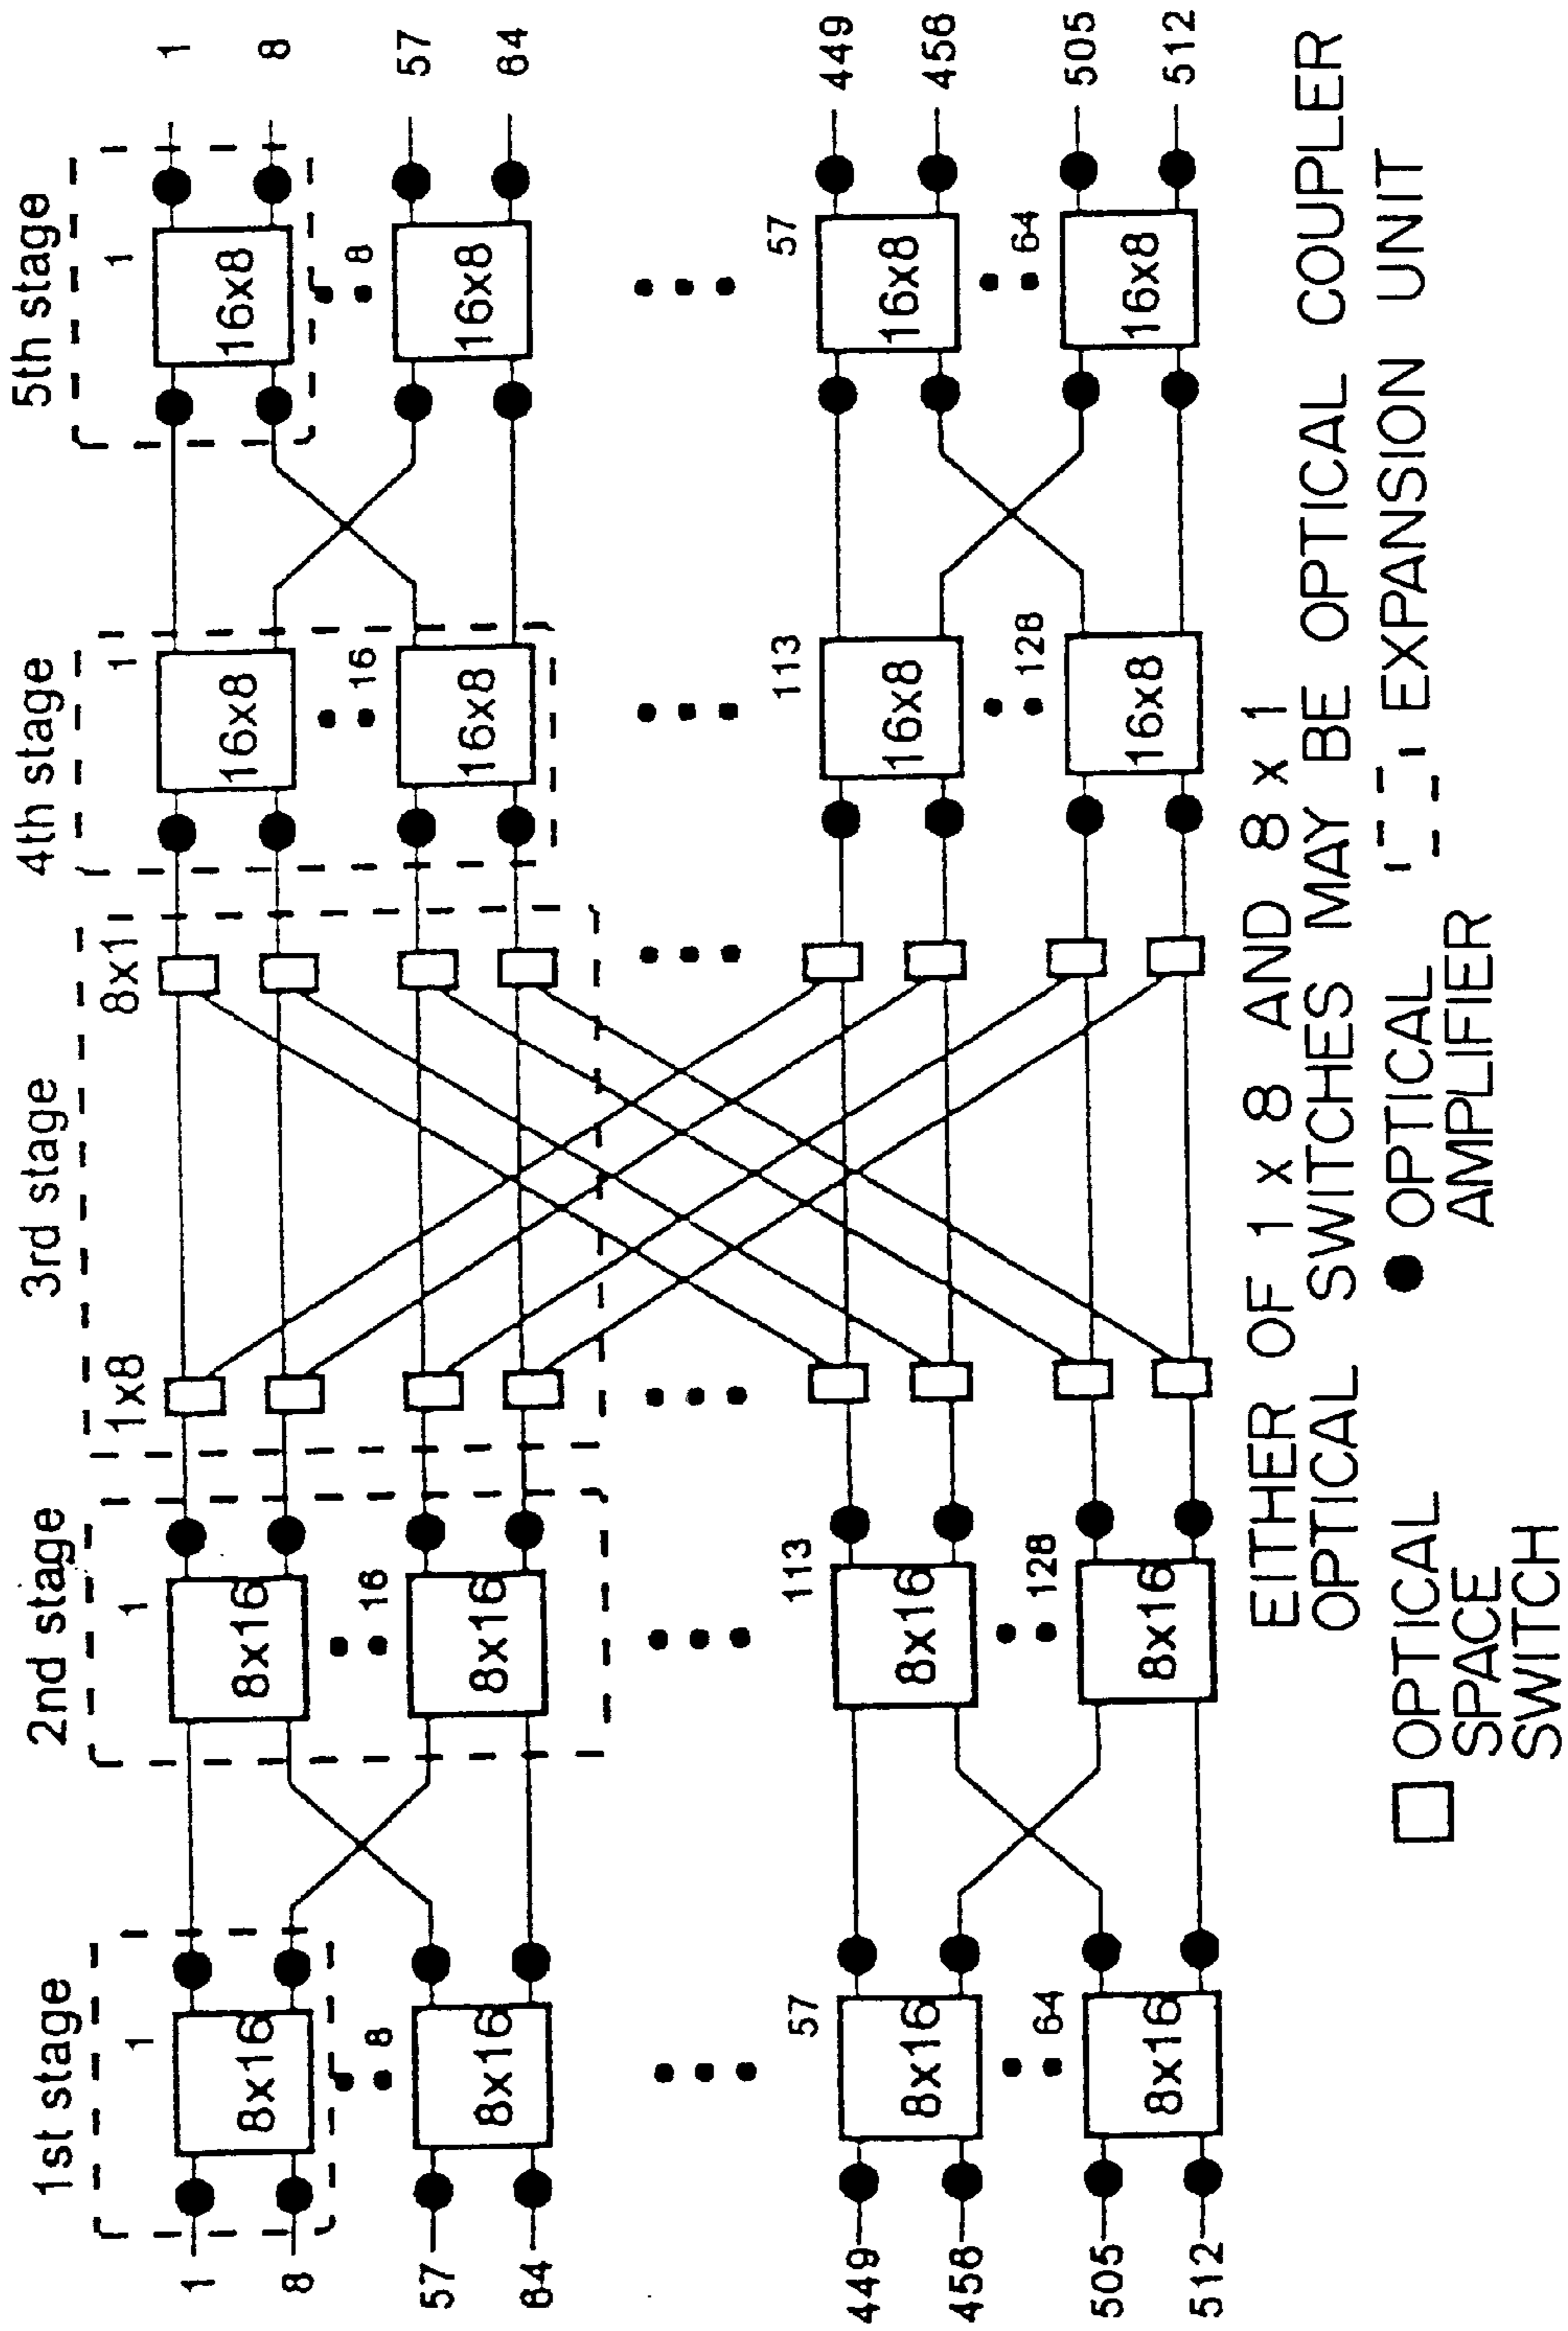 1st stage
2nd stage
3rd stage
4th stage
5th stage
1x8
8x1
1
1
8x16
1
8x16
1
16x8
1
16x8
1
8
8
8
16
16
8
57
8x16
8x16
16x8
16x8
57
64
64
449
57
8x16
113
8x16
113
16x8
57
16x8
449
456
456
64
128
128
64
505
8x16
8x16
16x8
16x8
505
512
512
EITHER OF 1 x 8 AND 8 x 1
OPTICAL SWITCHES MAY BE OPTICAL COUPLER
OPTICAL
SPACE
SWITCH
OPTICAL
AMPLIFIER
EXPANSION UNIT